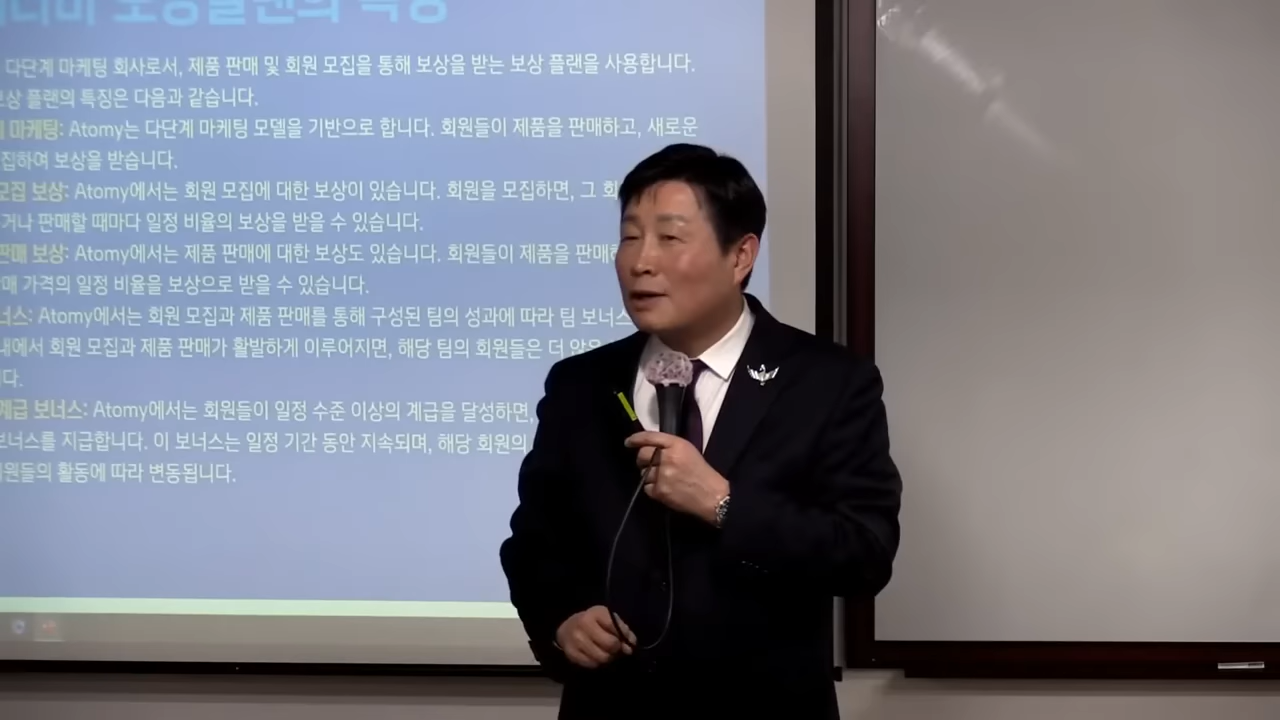 보상플랜의 특징
다단계 마케팅 회사로서, 제품 판매 및 회원 모집을 통해 보상을 받는 보상 플랜을 사용합니다.
보상 플랜의 특징은 다음과 같습니다.
마케팅: Atomy는 다단계 마케팅 모델을 기반으로 합니다. 회원들이 제품을 판매하고, 새로운
집하여 보상을 받습니다.
모집 보상: Atomy에서는 회원 모집에 대한 보상이 있습니다. 회원을 모집하면, 그 회
거나 판매할 때마다 일정 비율의 보상을 받을 수 있습니다.
판매 보상: Atomy에서는 제품 판매에 대한 보상도 있습니다. 회원들이 제품을 판매하
매 가격의 일정 비율을 보상으로 받을 수 있습니다.
너스: Atomy에서는 회원 모집과 제품 판매를 통해 구성된 팀의 성과에 따라 팀 보너스
내에서 회원 모집과 제품 판매가 활발하게 이루어지면, 해당 팀의 회원들은 더 많은
다.
계급 보너스: Atomy에서는 회원들이 일정 수준 이상의 계급을 달성하면,
보너스를 지급합니다. 이 보너스는 일정 기간 동안 지속되며, 해당 회원의
회원들의 활동에 따라 변동됩니다.